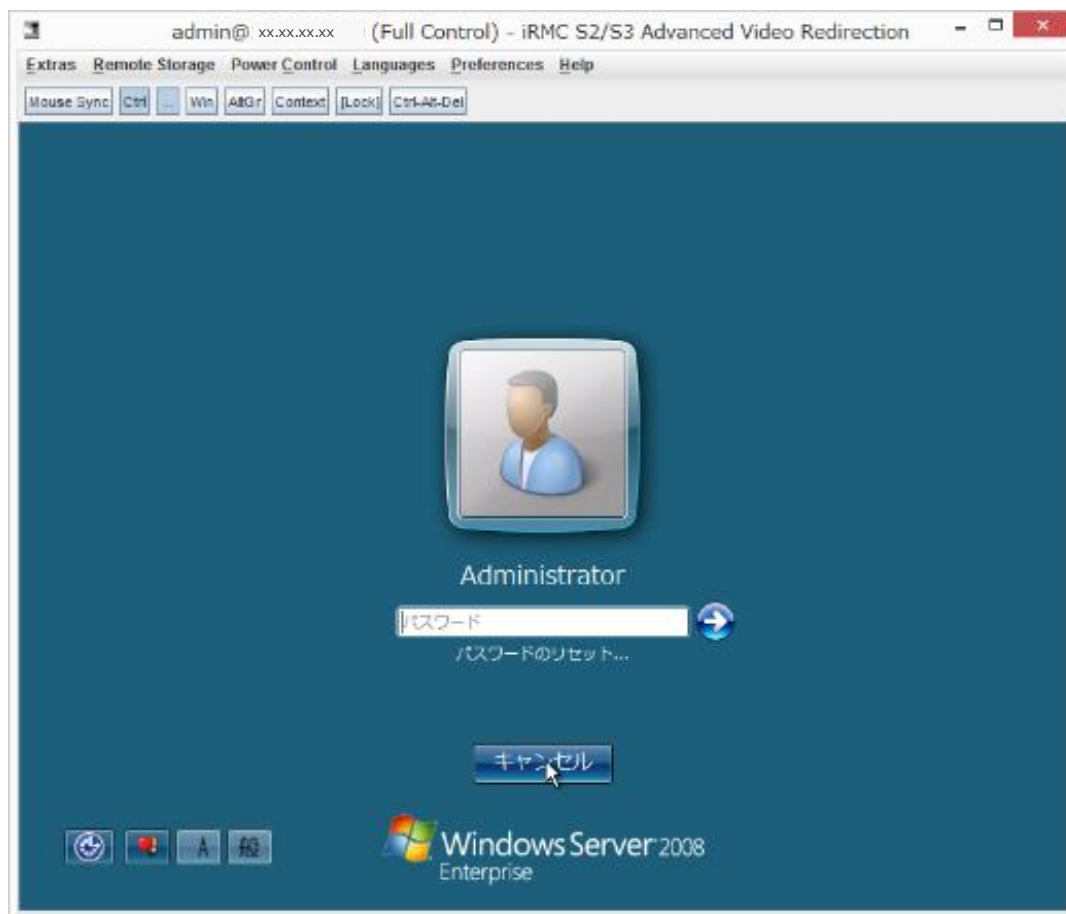 admin@ xx.xx.xx.xx (Full Control) - iRMC S2/S3 Advanced Video Redirection
Extras Remote Storage Power Control Languages Preferences Help
Mouse Sync Ctrl ... Win AltGr Context [Lock] Ctrl-Alt-Del
Administrator
パスワード
パスワードのリセット...
キャンセル
A 般
Windows Server 2008
Enterprise